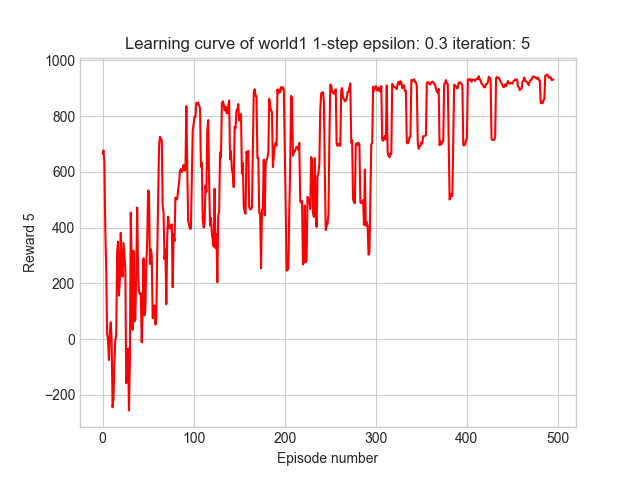 Learning curve of world1 1-step epsilon: 0.3 iteration: 5
1000
800
600
400
200
0
−200
Reward 5
0 100 200 300 400 500
Episode number